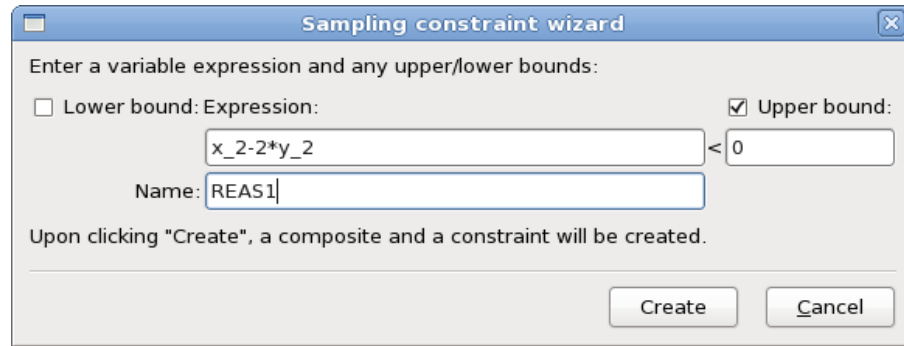 Sampling constraint wizard
Enter a variable expression and any upper/lower bounds:
Lower bound: Expression: Upper bound:
x_2-2*y_2 < 0
Name: REAS1
Upon clicking "Create", a composite and a constraint will be created.
Create Cancel